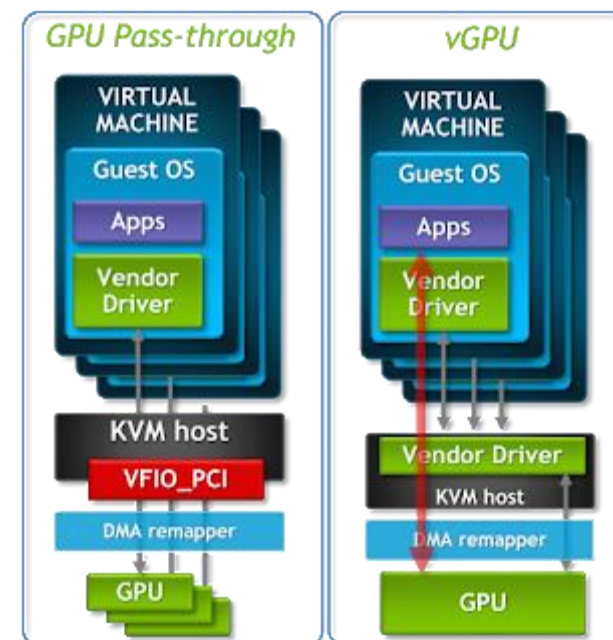 GPU Pass-through
VIRTUAL
MACHINE
Guest OS
Apps
Vendor
Driver
KVM host
VFIO_PCI
DMA remapper
GPU
vGPU
VIRTUAL
MACHINE
Guest OS
Apps
Vendor
Driver
Vendor Driver
KVM host
DMA remapper
GPU